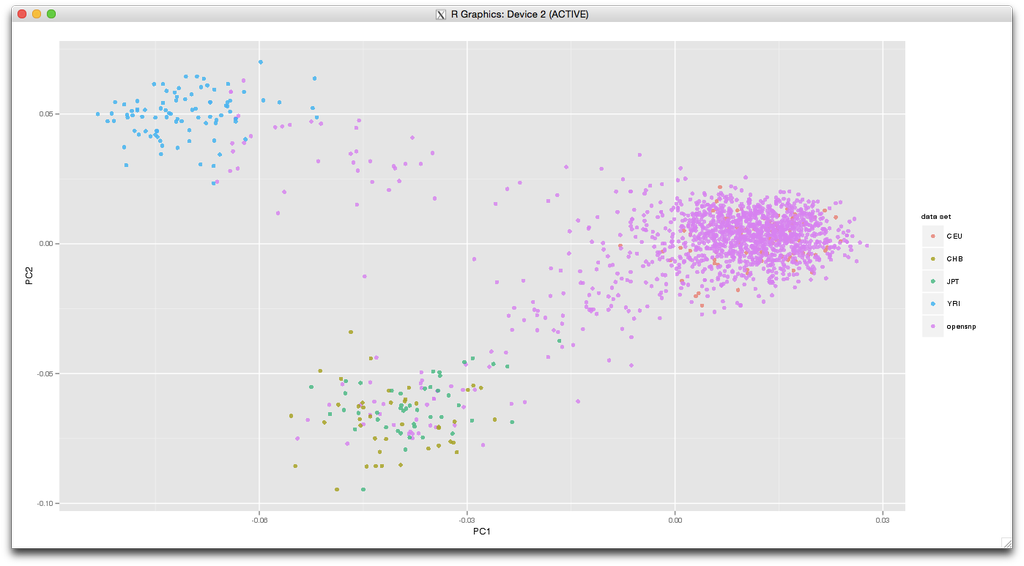 R Graphics: Device 2 (ACTIVE)
0.05
0.00
-0.05
-0.10
PC2
-0.06
-0.03
0.00
0.03
PC1
data set
CEU
CHB
JPT
YRI
opensnp